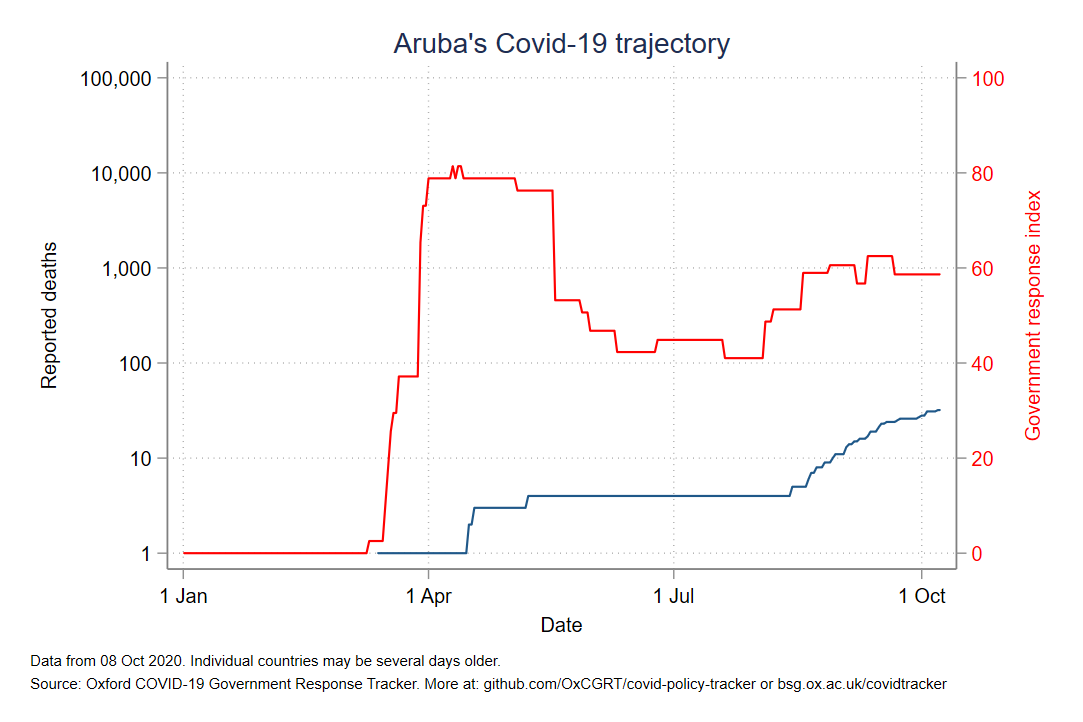 Aruba's Covid-19 trajectory
100,000
10,000
1,000
100
10
1
Reported deaths
100
80
60
40
20
0
Government response index
1 Jan
1 Apr
1 Jul
1 Oct
Date
Data from 08 Oct 2020. Individual countries may be several days older.
Source: Oxford COVID-19 Government Response Tracker. More at: github.com/OxCGRT/covid-policy-tracker or bsg.ox.ac.uk/covidtracker